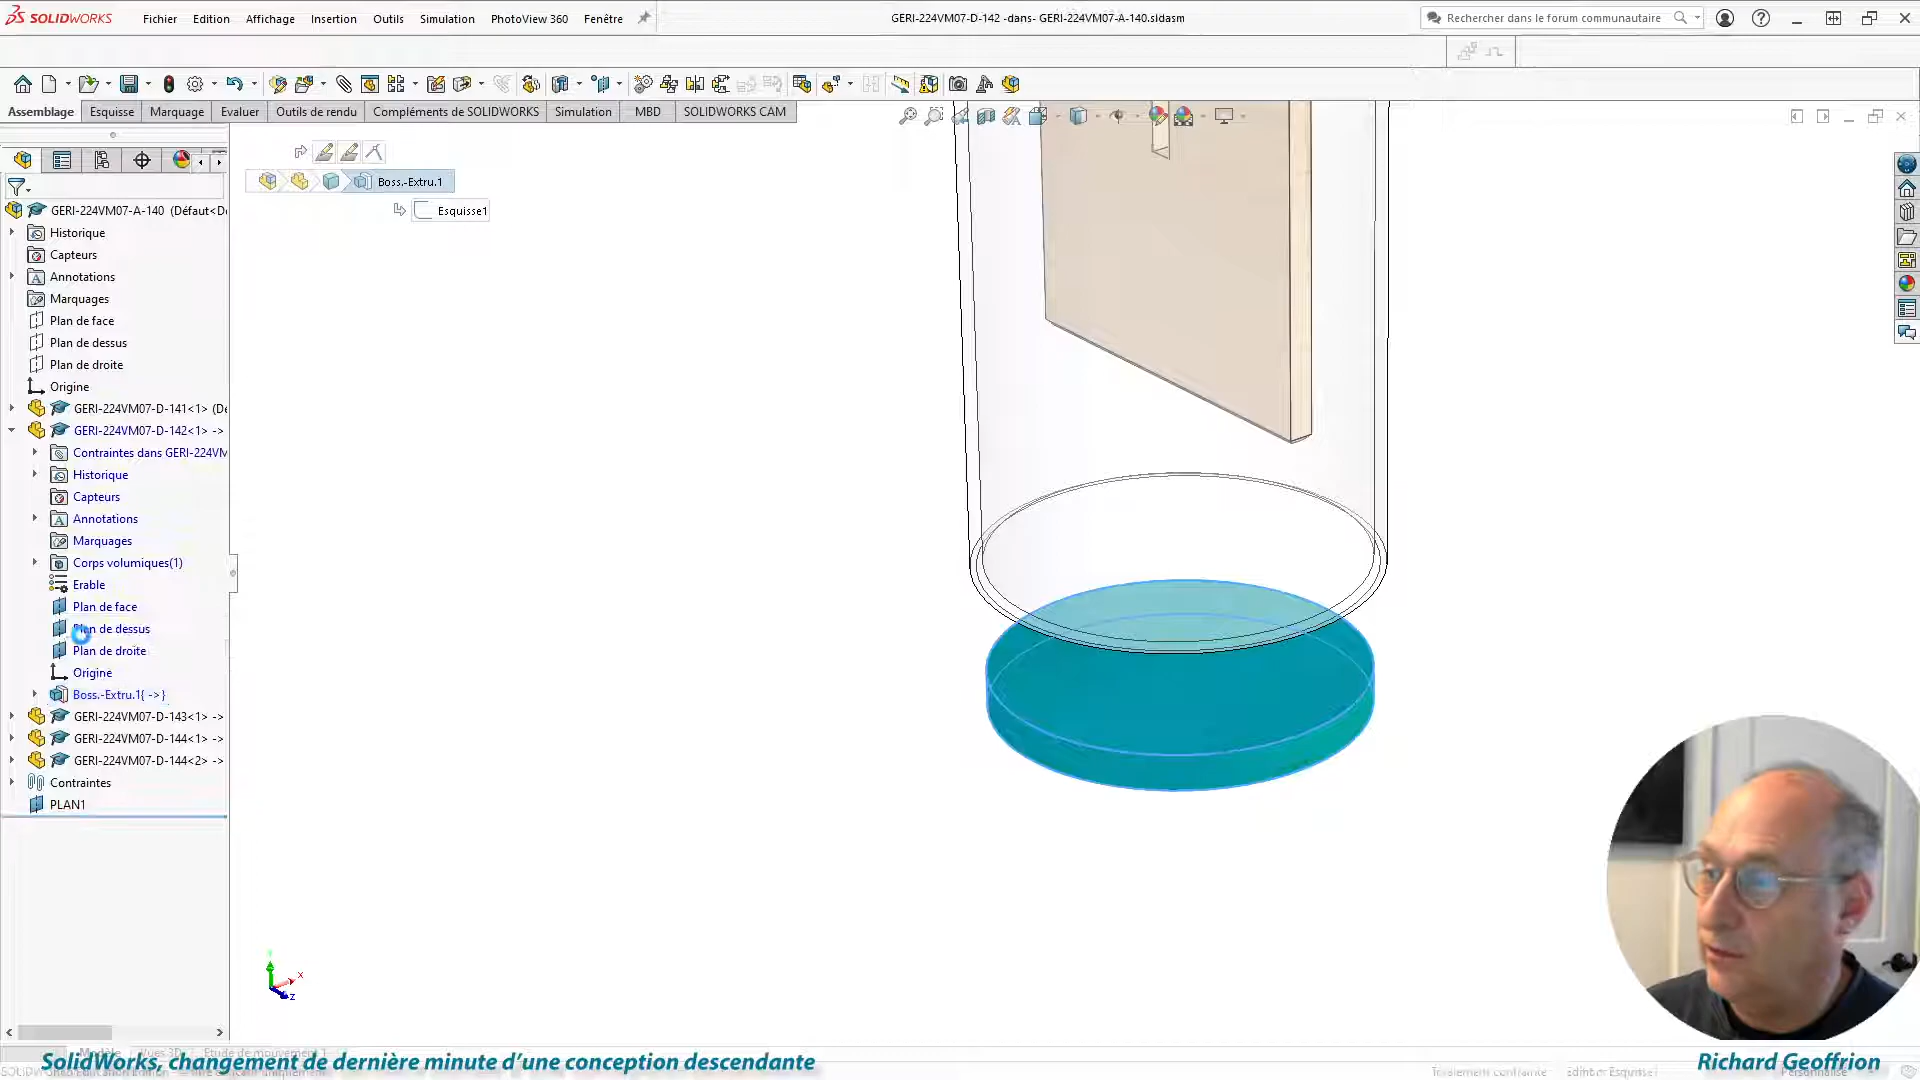 SOLIDWORKS
Fichier Edition Affichage Insertion Outils Simulation PhotoView 360 Fenêtre
GERI-224VM07-D-142 -dans- GERI-224VM07-A-140.sldasm
Rechercher dans le forum communautaire
Assemblage Esquisse Marquage Evaluer Outils de rendu Compléments de SOLIDWORKS Simulation MBD SOLIDWORKS CAM
Boss.-Extru.1
Esquisse1
GERI-224VM07-A-140 (Défaut<D
Historique
Capteurs
Annotations
Marquages
Plan de face
Plan de dessus
Plan de droite
Origine
GERI-224VM07-D-141<1> (D
GERI-224VM07-D-142<1> ->
Contraintes dans GERI-224VM
Historique
Capteurs
Annotations
Marquages
Corps volumiques(1)
Erable
Plan de face
Plan de dessus
Plan de droite
Origine
Boss.-Extru.1{ ->}
GERI-224VM07-D-143<1> ->
GERI-224VM07-D-144<1> ->
GERI-224VM07-D-144<2> ->
Contraintes
PLAN1
Y
X
Z
SolidWorks, changement de dernière minute d'une conception descendante
Richard Geoffrion